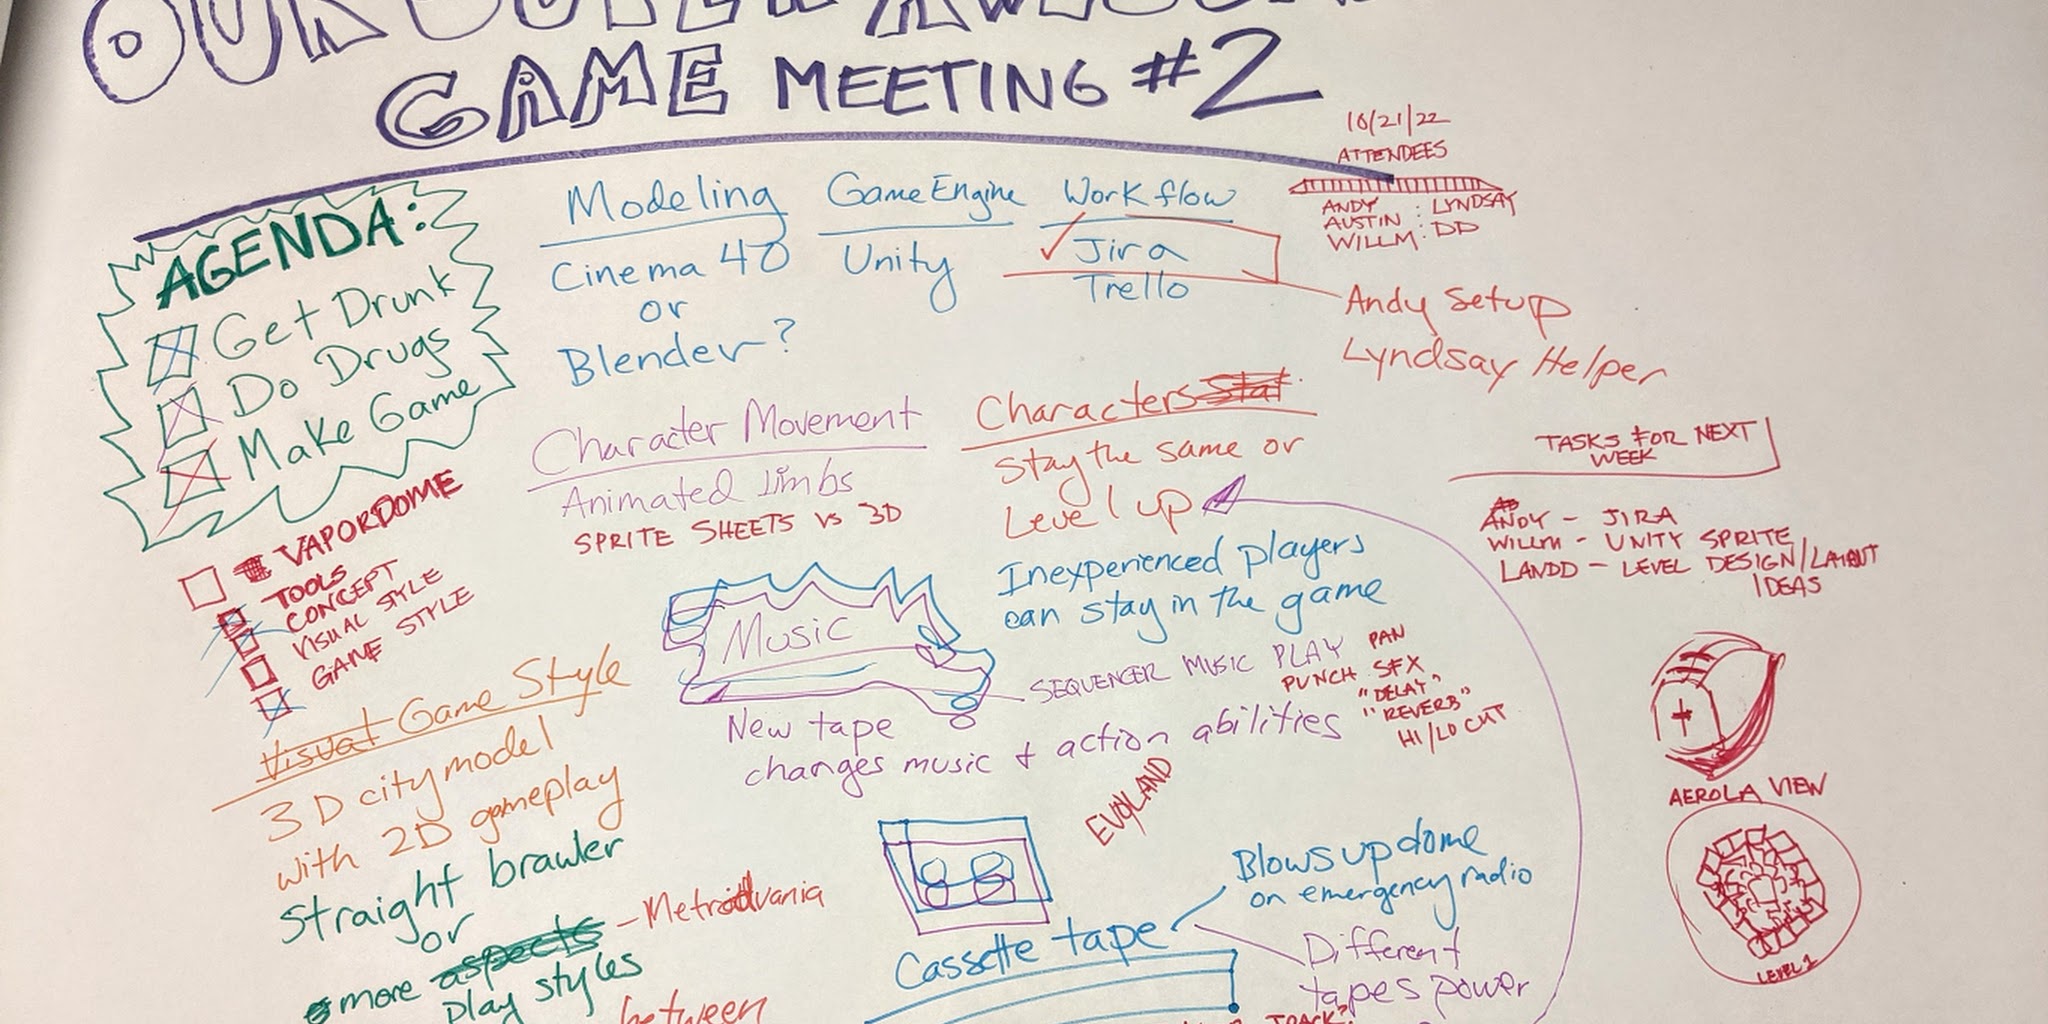 OUR SUPER AWESOME
GAME MEETING #2
10/21/22
ATTENDEES
ANDY : LYNDSAY
AUSTIN
WILLM : DD
AGENDA:
Get Drunk
Do Drugs
Make Game
Modeling
Cinema 4D
or
Blender?
Game Engine
Unity
Workflow
Jira
Trello
Andy Setup
Lyndsay Helper
VAPORDOME
TOOLS
CONCEPT
VISUAL STYLE
GAME STYLE
Character Movement
Animated Limbs
SPRITE SHEETS VS 3D
Characters Stat
Stay the same or
Level up
Inexperienced players
can stay in the game
TASKS FOR NEXT
WEEK
ANDY - JIRA
WILLM - UNITY SPRITE
LANDD - LEVEL DESIGN/LAYOUT
IDEAS
Music
SEQUENCER MUSIC PLAY PAN
PUNCH SFX
"DELAY"
"REVERB"
HI/LO CUT
New tape
changes music + action abilities
EVOLAND
Visual Game Style
3D city model
with 2D gameplay
Straight brawler
or
more aspects - Metroidvania
play styles
between
Cassette tape
Blows up dome
on emergency radio
Different
tapes power
TRACK?
AEROLA VIEW
LEVEL 1